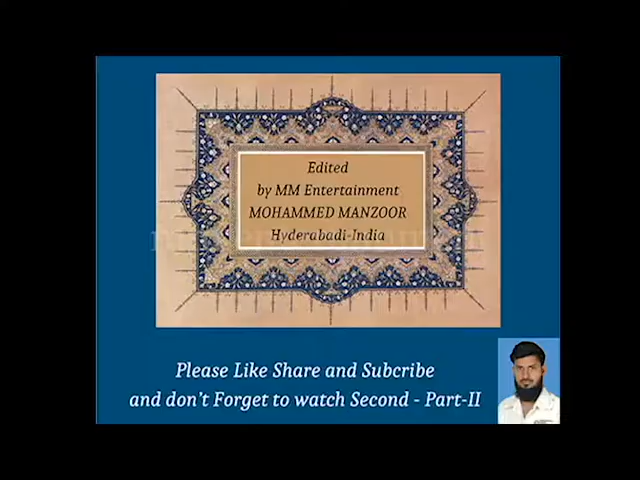 Edited
by MM Entertainment
MOHAMMED MANZOOR
Hyderabadi-India
Please Like Share and Subcribe
and don't Forget to watch Second - Part-II